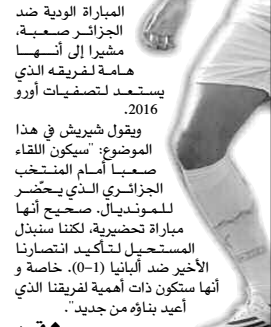 المباراة الودية ضد
الجزائر صعبة،
مشيرا إلى أنها
هامة لفريقه الذي
يستعد لتصفيات أورو
2016.
ويقول شيريش في هذا
الموضوع: "سيكون اللقاء
صعبا أمام المنتخب
الجزائري الذي يحضّر
للمونديال. صحيح أنها
مباراة تحضيرية، لكننا سنبذل
المستحيل لتأكيد انتصارنا
الأخير ضد ألبانيا (1-0). خاصة و
أنها ستكون ذات أهمية لفريقنا الذي
أعيد بناؤه من جديد".